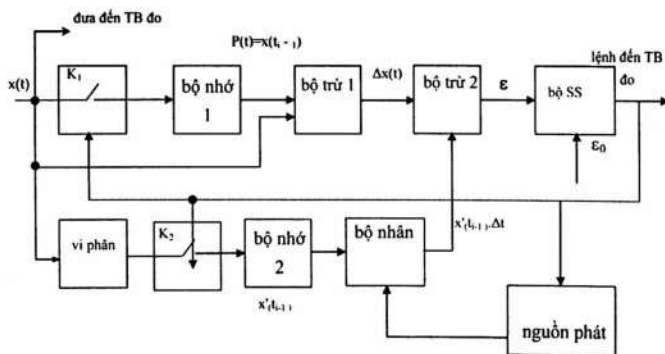 đưa đến TB đo
P(t)=x(tᵢ - ₁)
lệnh đến TB
đo
x(t)
K₁
bộ nhớ
1
bộ trừ 1
Δx(t)
bộ trừ 2
ε
bộ SS
ε₀
vi phân
K₂
bộ nhớ
2
bộ nhân
x'(tᵢ₋₁).Δt
x'(tᵢ₋₁)
nguồn phát